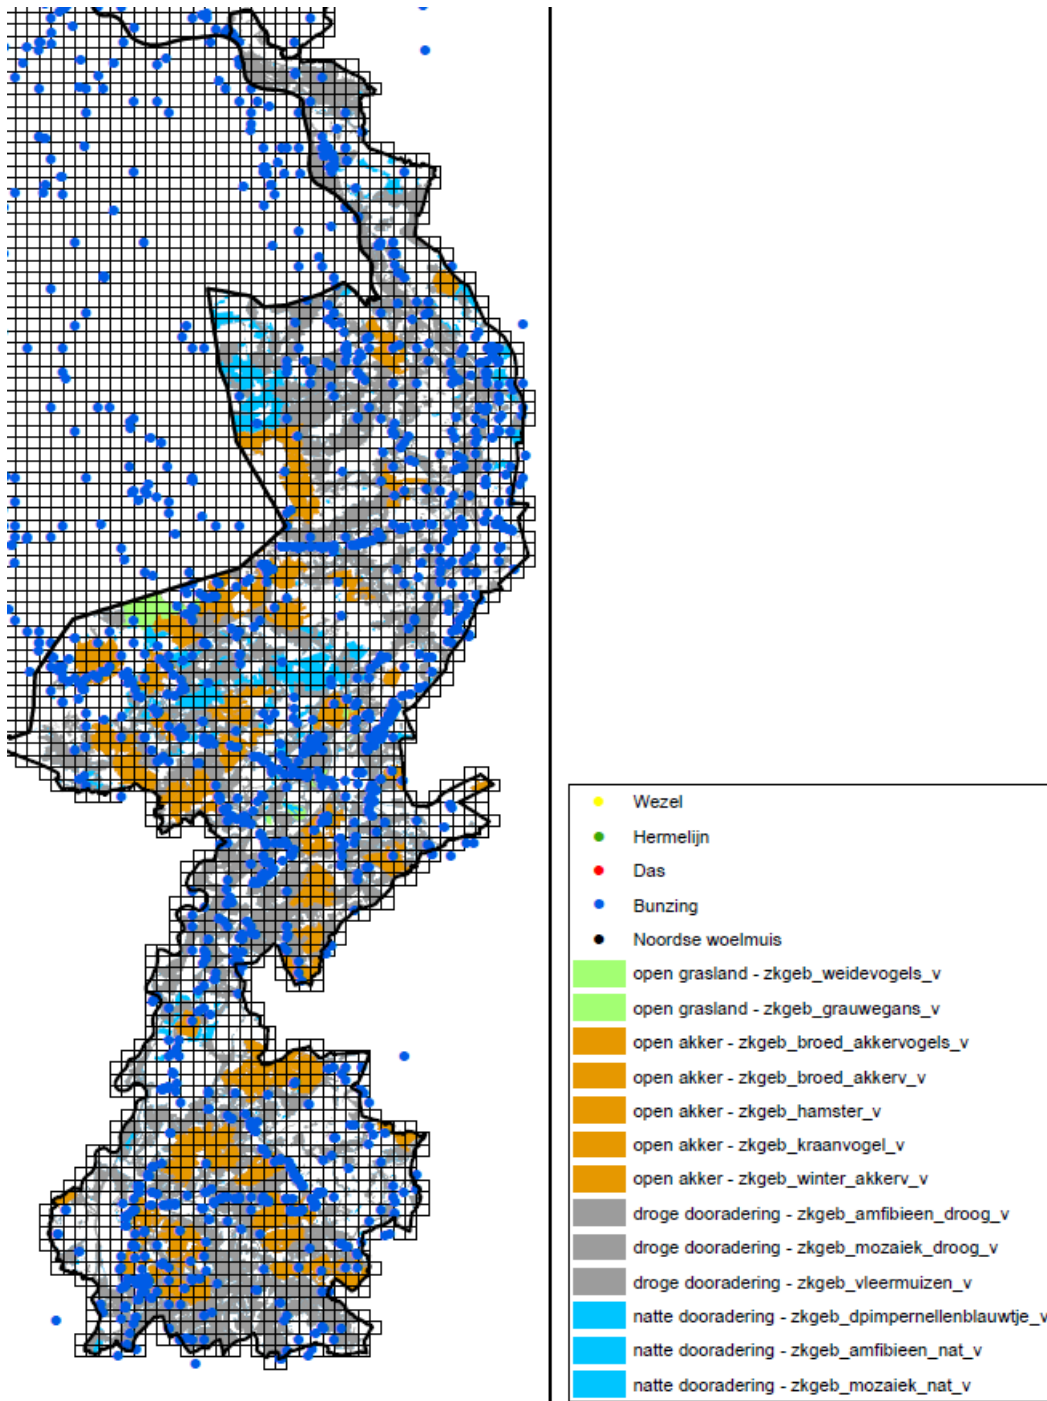 Wezel
Hermelijn
Das
Bunzing
Noordse woelmuis
open grasland - zkgeb_weidevogels_v
open grasland - zkgeb_grauwegans_v
open akker - zkgeb_broed_akkervogels_v
open akker - zkgeb_broed_akkerv_v
open akker - zkgeb_hamster_v
open akker - zkgeb_kraanvogel_v
open akker - zkgeb_winter_akkerv_v
droge dooradering - zkgeb_amfibieen_droog_v
droge dooradering - zkgeb_mozaiek_droog_v
droge dooradering - zkgeb_vleermuizen_v
natte dooradering - zkgeb_dpimpernellenblauwtje_v
natte dooradering - zkgeb_amfibieen_nat_v
natte dooradering - zkgeb_mozaiek_nat_v